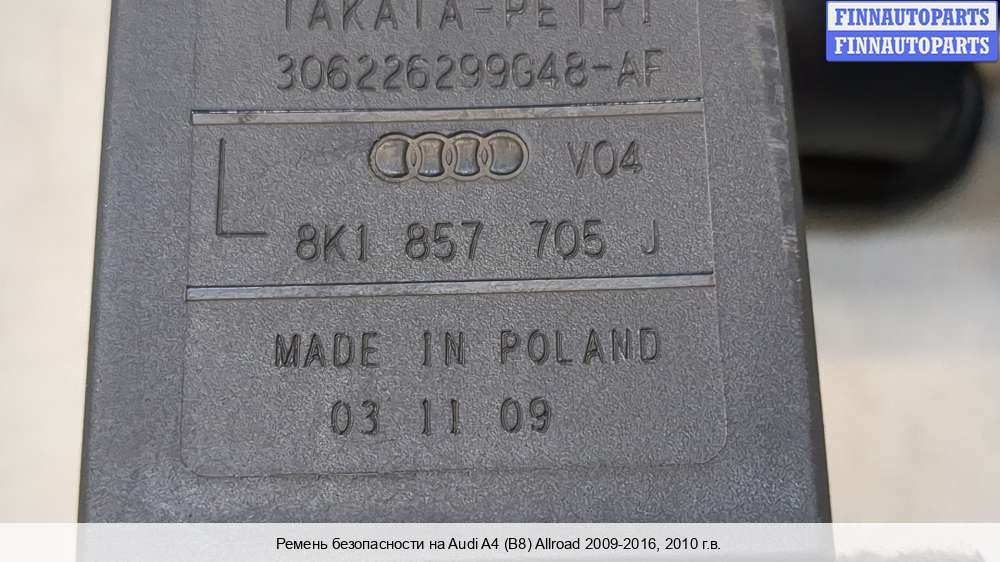 FINNAUTOPARTS
FINNAUTOPARTS
TAKATA-PETRI
306226299G48-AF
V04
L
8K1 857 705 J
MADE IN POLAND
03 11 09
Ремень безопасности на Audi A4 (B8) Allroad 2009-2016, 2010 г.в.